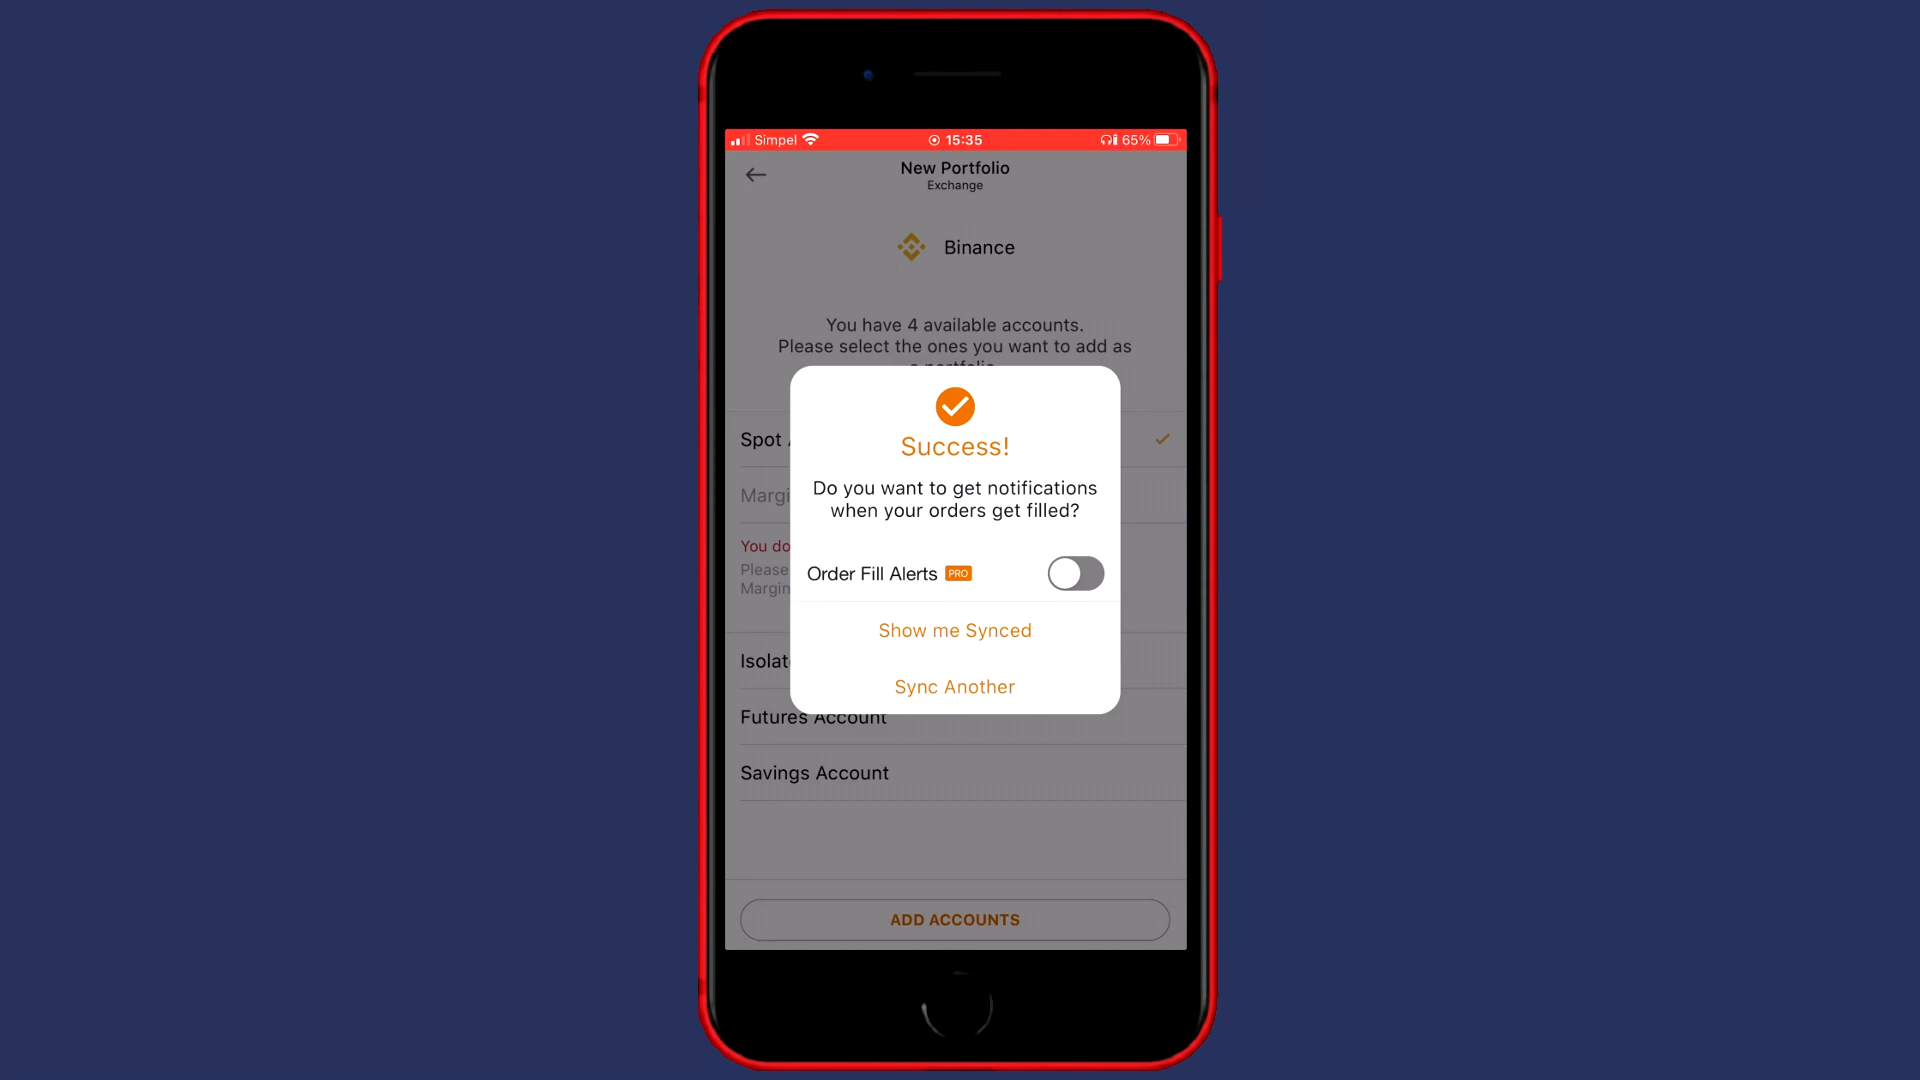 Simpel 15:35 65%
New Portfolio
Exchange
Binance
You have 4 available accounts.
Please select the ones you want to add as
a portfolio
Success!
Do you want to get notifications
when your orders get filled?
Order Fill Alerts PRO
Show me Synced
Sync Another
Spot
Margi
You do
Please
Margin
Isolat
Futures Account
Savings Account
ADD ACCOUNTS